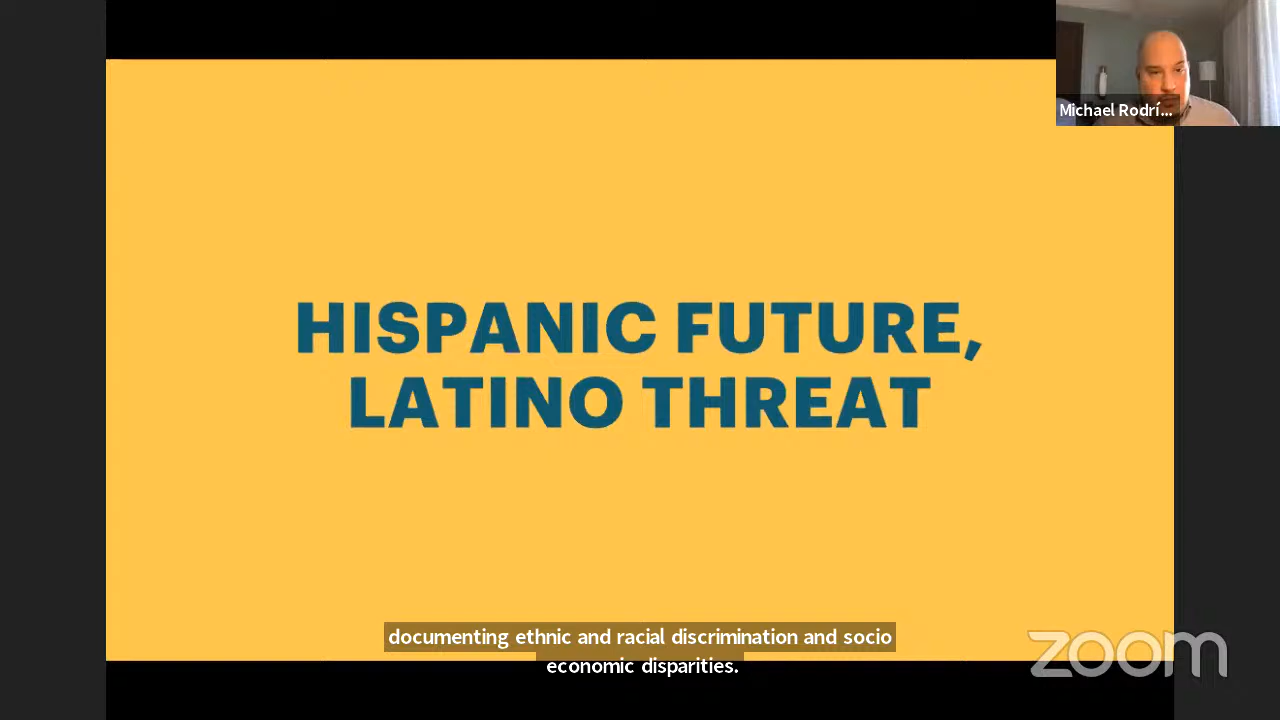 Michael Rodrí...
HISPANIC FUTURE,
LATINO THREAT
documenting ethnic and racial discrimination and socio
economic disparities.
zoom